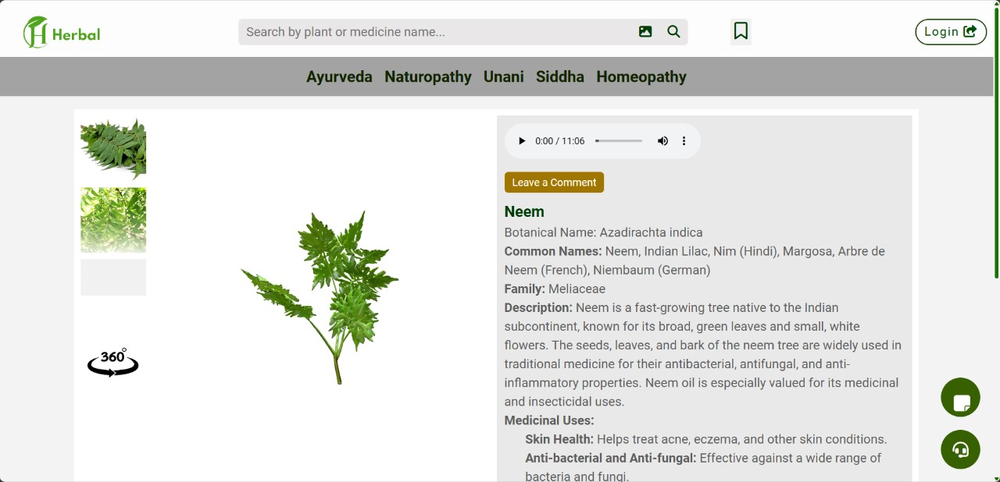 Herbal
Search by plant or medicine name...
Login
Ayurveda Naturopathy Unani Siddha Homeopathy
0:00 / 11:06
Leave a Comment
Neem
Botanical Name: Azadirachta indica
Common Names: Neem, Indian Lilac, Nim (Hindi), Margosa, Arbre de
Neem (French), Niembaum (German)
Family: Meliaceae
Description: Neem is a fast-growing tree native to the Indian
subcontinent, known for its broad, green leaves and small, white
flowers. The seeds, leaves, and bark of the neem tree are widely used in
traditional medicine for their antibacterial, antifungal, and anti-
inflammatory properties. Neem oil is especially valued for its medicinal
and insecticidal uses.
Medicinal Uses:
Skin Health: Helps treat acne, eczema, and other skin conditions.
Anti-bacterial and Anti-fungal: Effective against a wide range of
bacteria and fungi.
360°